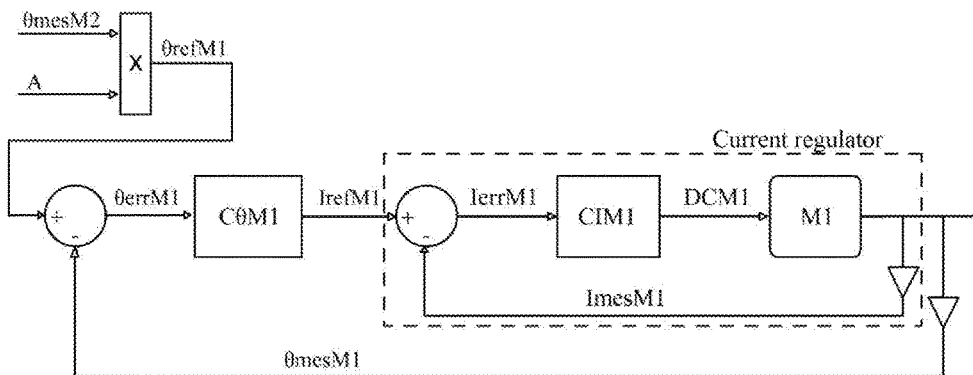 θmesM2
θrefM1
A
X
Current regulator
θerrM1
CθM1
IrefM1
IerrM1
CIM1
DCM1
M1
+
-
+
-
ImesM1
θmesM1